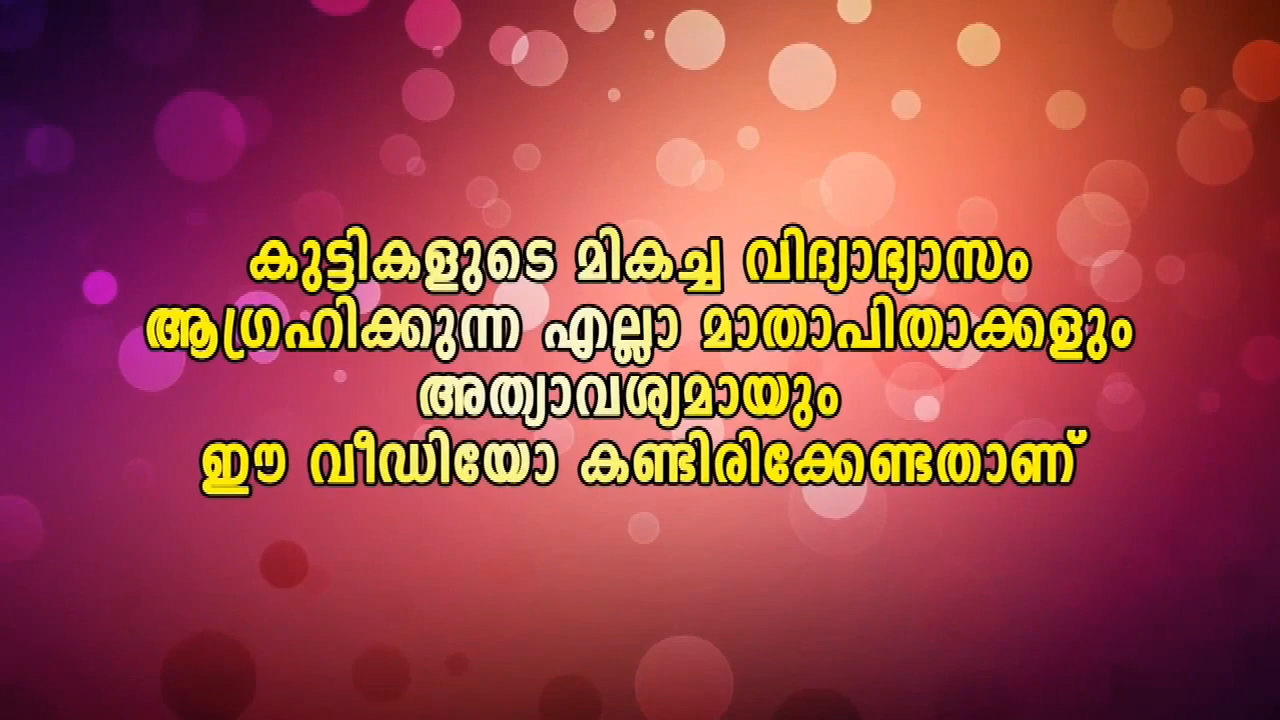 കുട്ടികളുടെ മികച്ച വിദ്യാഭ്യാസം
ആഗ്രഹിക്കുന്ന എല്ലാ മാതാപിതാക്കളും
അത്യാവശ്യമായും
ഈ വീഡിയോ കണ്ടിരിക്കേണ്ടതാണ്